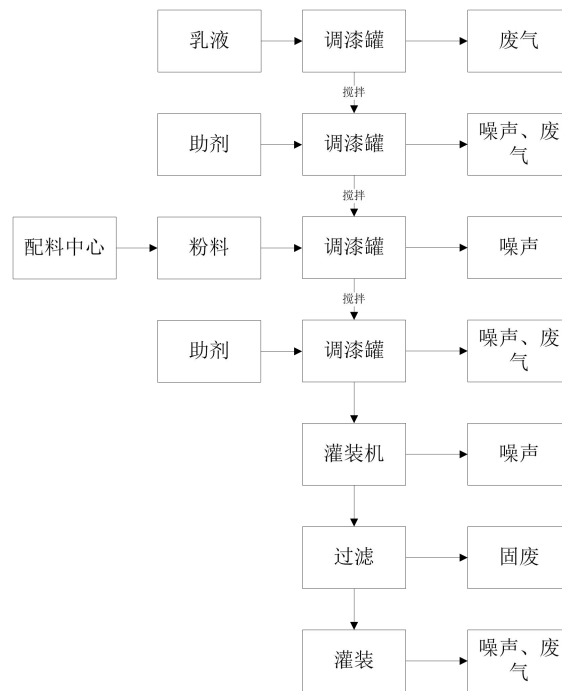 乳液
调漆罐
废气
搅拌
助剂
调漆罐
噪声、废
气
搅拌
配料中心
粉料
调漆罐
噪声
搅拌
助剂
调漆罐
噪声、废
气
灌装机
噪声
过滤
固废
灌装
噪声、废
气